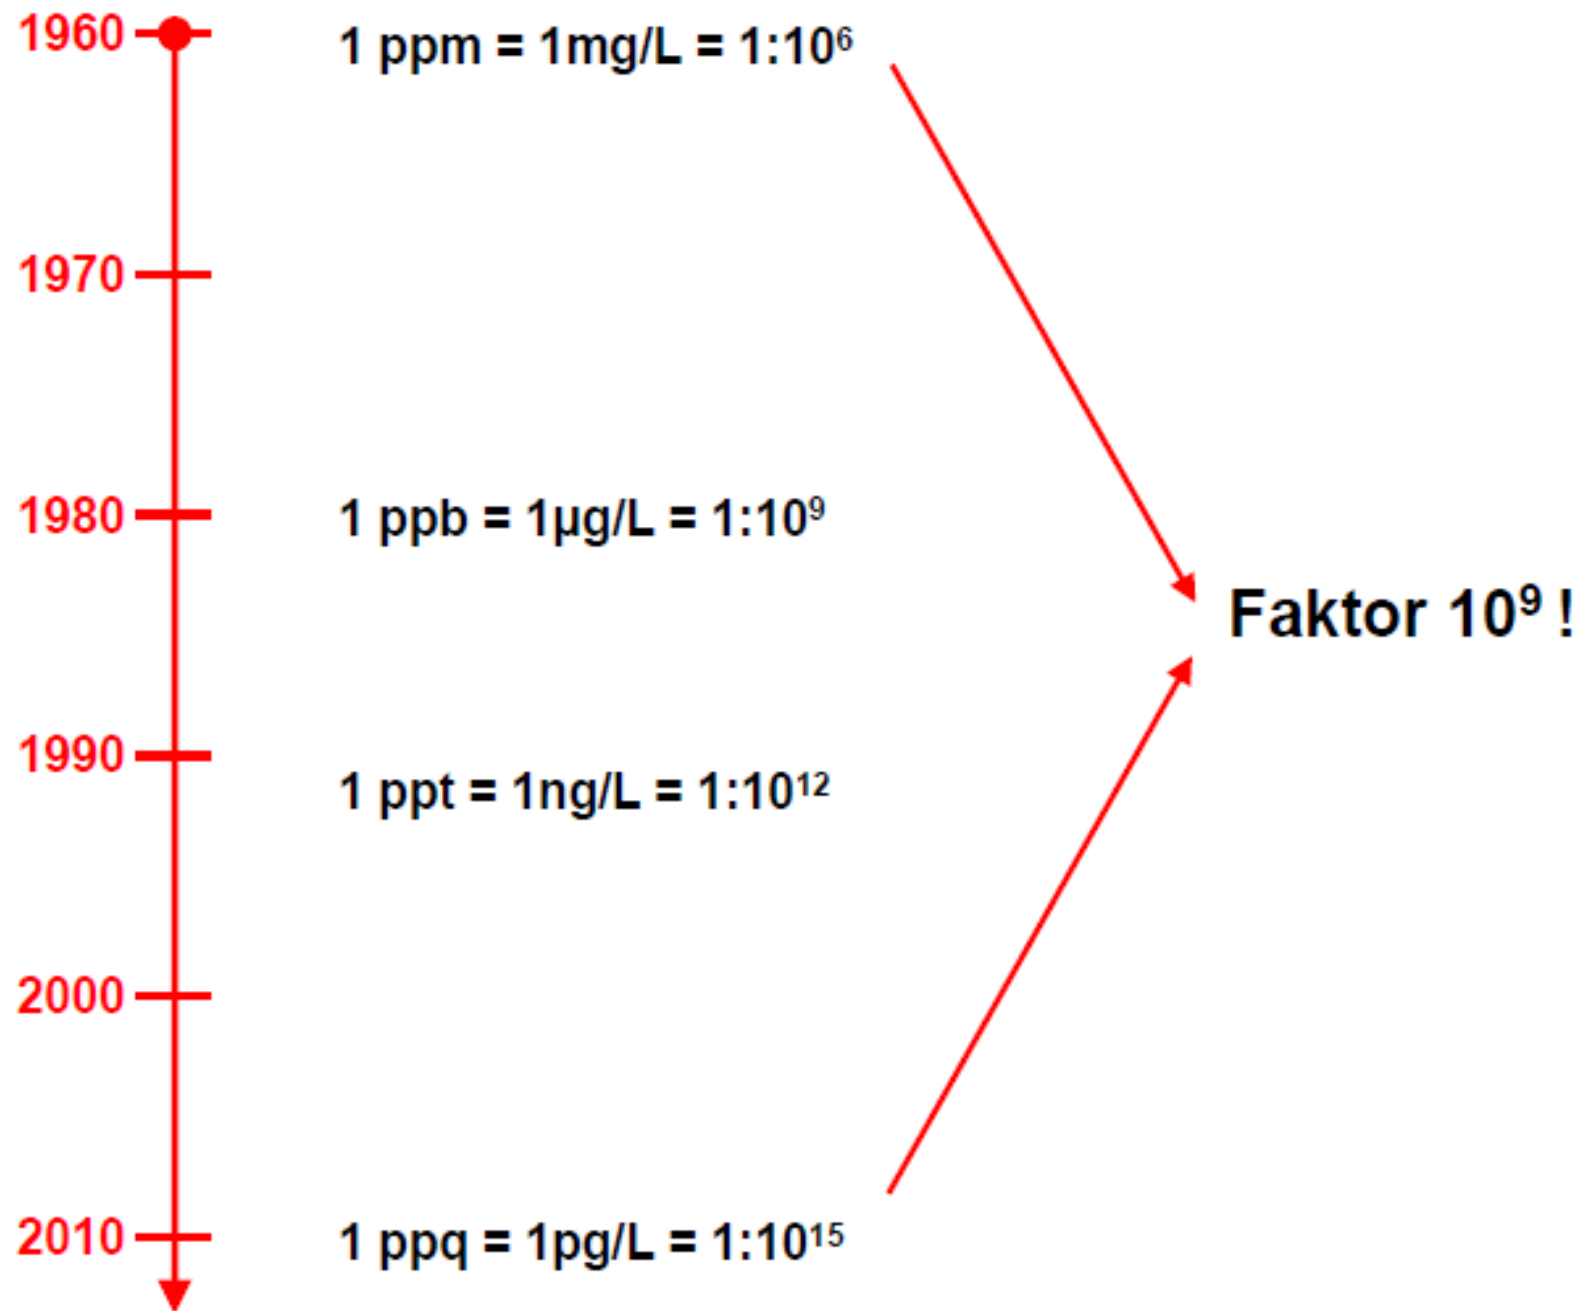 1960
1 ppm = 1mg/L = 1:10⁶
1970
1980
1 ppb = 1µg/L = 1:10⁹
Faktor 10⁹ !
1990
1 ppt = 1ng/L = 1:10¹²
2000
2010
1 ppq = 1pg/L = 1:10¹⁵